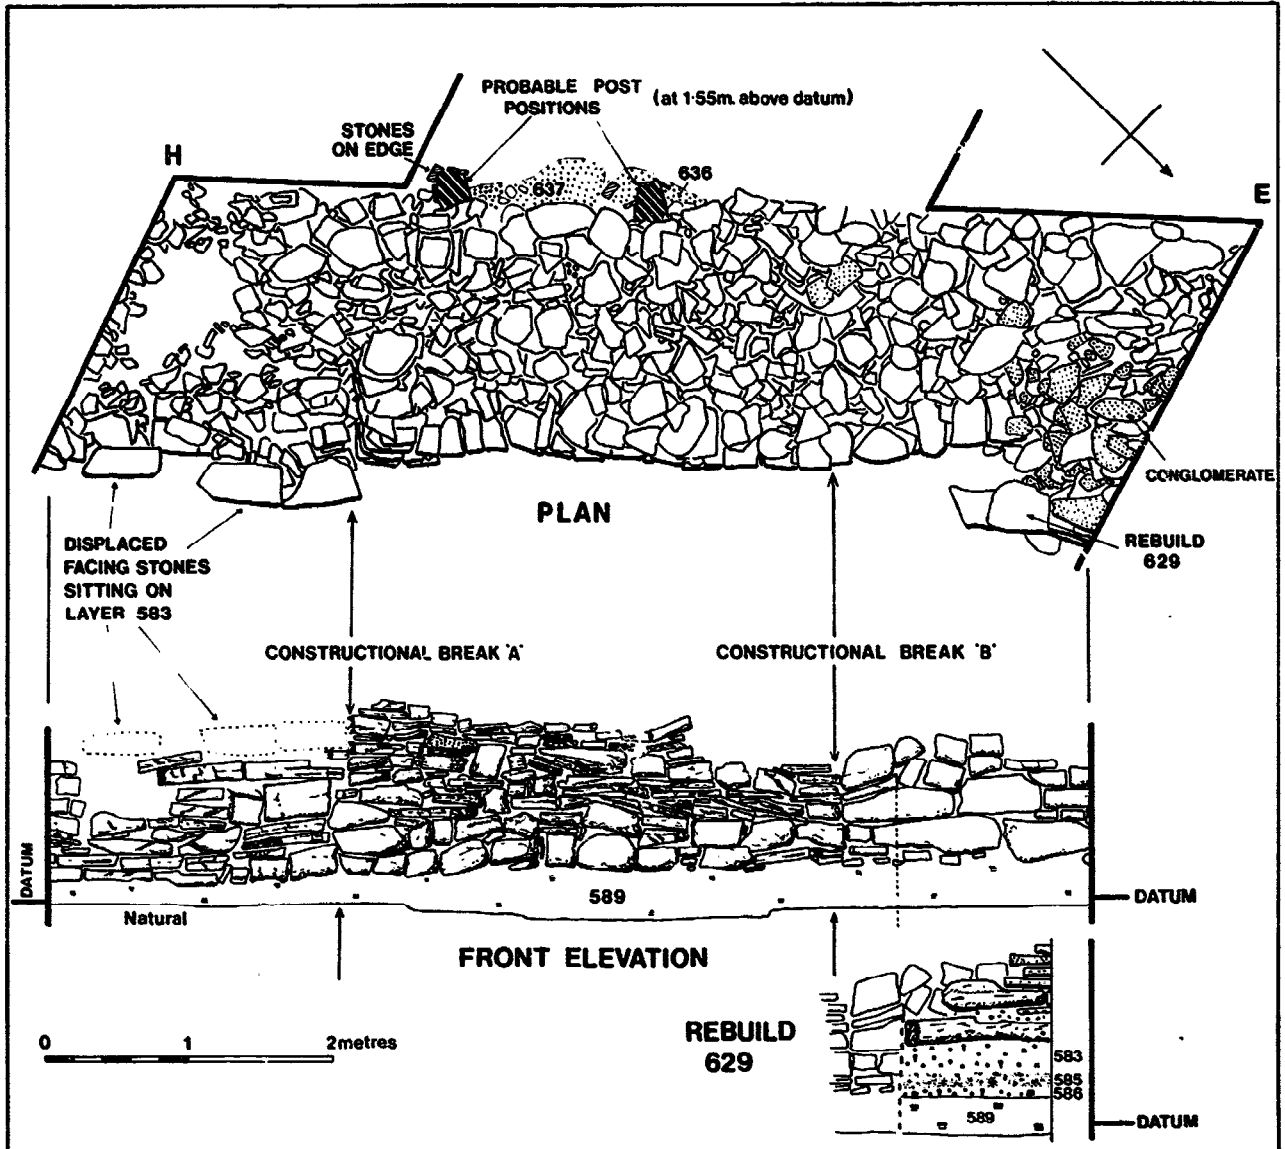 PROBABLE POST
POSITIONS
(at 1·55m. above datum)
STONES
ON EDGE
H
637
636
E
CONGLOMERATE
PLAN
REBUILD
629
DISPLACED
FACING STONES
SITTING ON
LAYER 583
CONSTRUCTIONAL BREAK 'A'
CONSTRUCTIONAL BREAK 'B'
DATUM
589
DATUM
Natural
FRONT ELEVATION
REBUILD
629
0 1 2metres
583
585
586
589
DATUM